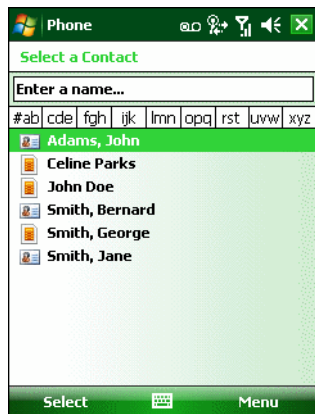 Phone
Select a Contact
Enter a name...
#ab cde fgh ijk lmn opq rst uvw xyz
Adams, John
Celine Parks
John Doe
Smith, Bernard
Smith, George
Smith, Jane
Select Menu